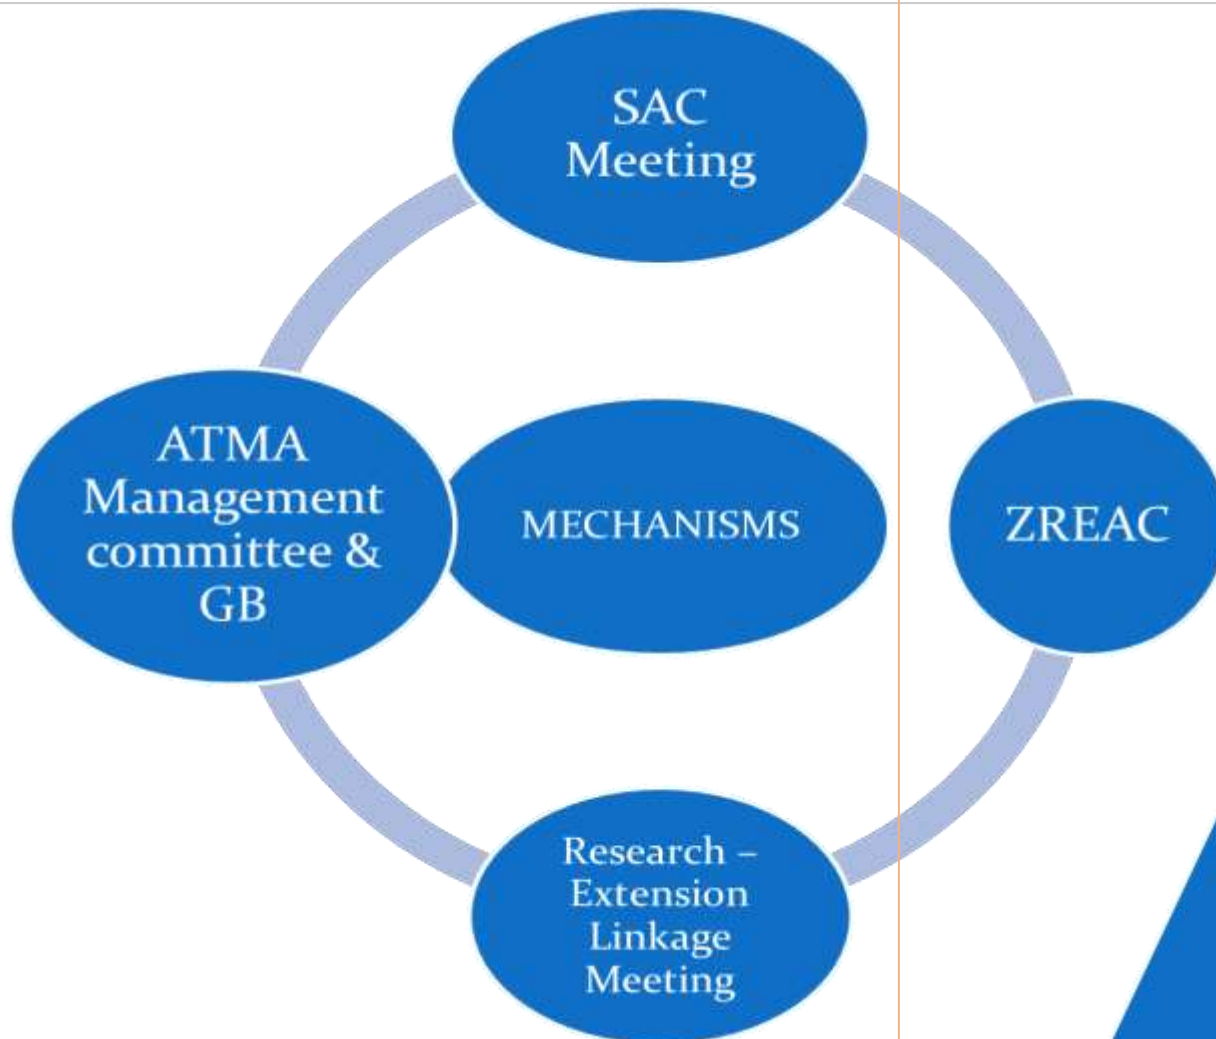 SAC
Meeting
ATMA
Management
committee &
GB
MECHANISMS
ZREAC
Research –
Extension
Linkage
Meeting